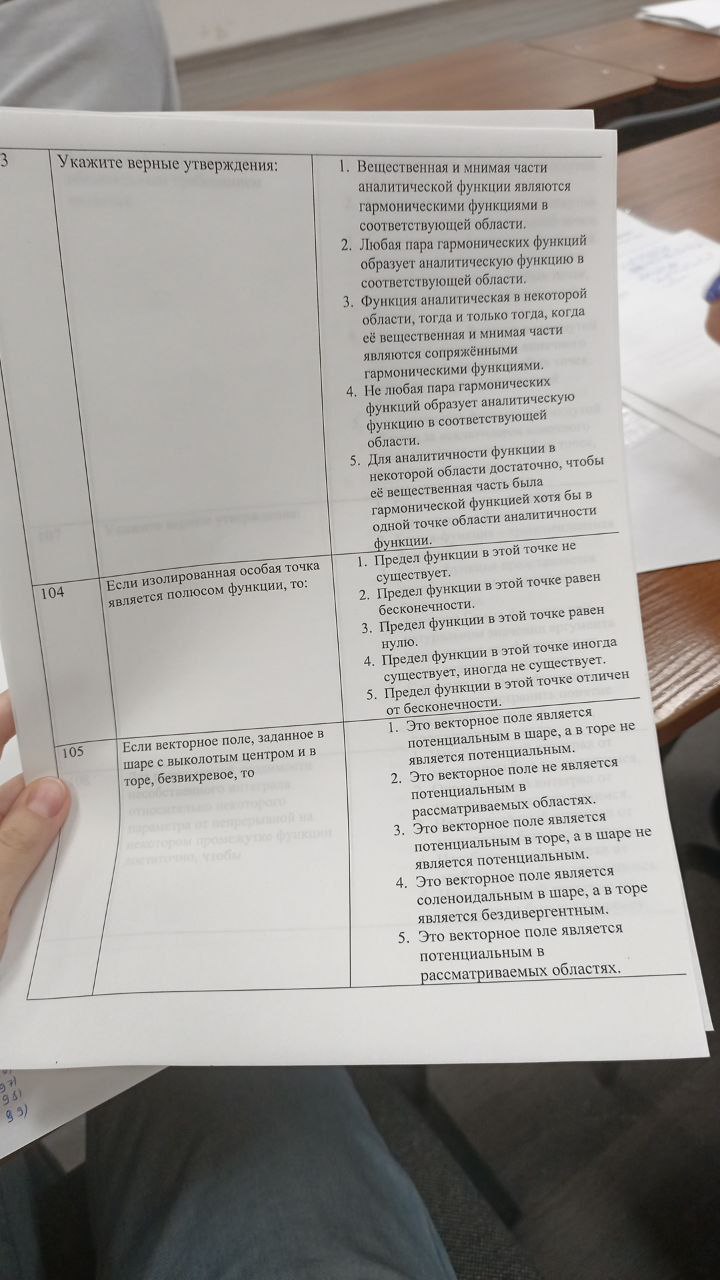 3
Укажите верные утверждения:
1. Вещественная и мнимая части
аналитической функции являются
гармоническими функциями в
соответствующей области.
2. Любая пара гармонических функций
образует аналитическую функцию в
соответствующей области.
3. Функция аналитическая в некоторой
области, тогда и только тогда, когда
её вещественная и мнимая части
являются сопряжёнными
гармоническими функциями.
4. Не любая пара гармонических
функций образует аналитическую
функцию в соответствующей
области.
5. Для аналитичности функции в
некоторой области достаточно, чтобы
её вещественная часть была
гармонической функцией хотя бы в
одной точке области аналитичности
функции.
104
Если изолированная особая точка
является полюсом функции, то:
1. Предел функции в этой точке не
существует.
2. Предел функции в этой точке равен
бесконечности.
3. Предел функции в этой точке равен
нулю.
4. Предел функции в этой точке иногда
существует, иногда не существует.
5. Предел функции в этой точке отличен
от бесконечности.
105
Если векторное поле, заданное в
шаре с выколотым центром и в
торе, безвихревое, то
1. Это векторное поле является
потенциальным в шаре, а в торе не
является потенциальным.
2. Это векторное поле не является
потенциальным в
рассматриваемых областях.
3. Это векторное поле является
потенциальным в торе, а в шаре не
является потенциальным.
4. Это векторное поле является
соленоидальным в шаре, а в торе
является бездивергентным.
5. Это векторное поле является
потенциальным в
рассматриваемых областях.
97)
98)
99)